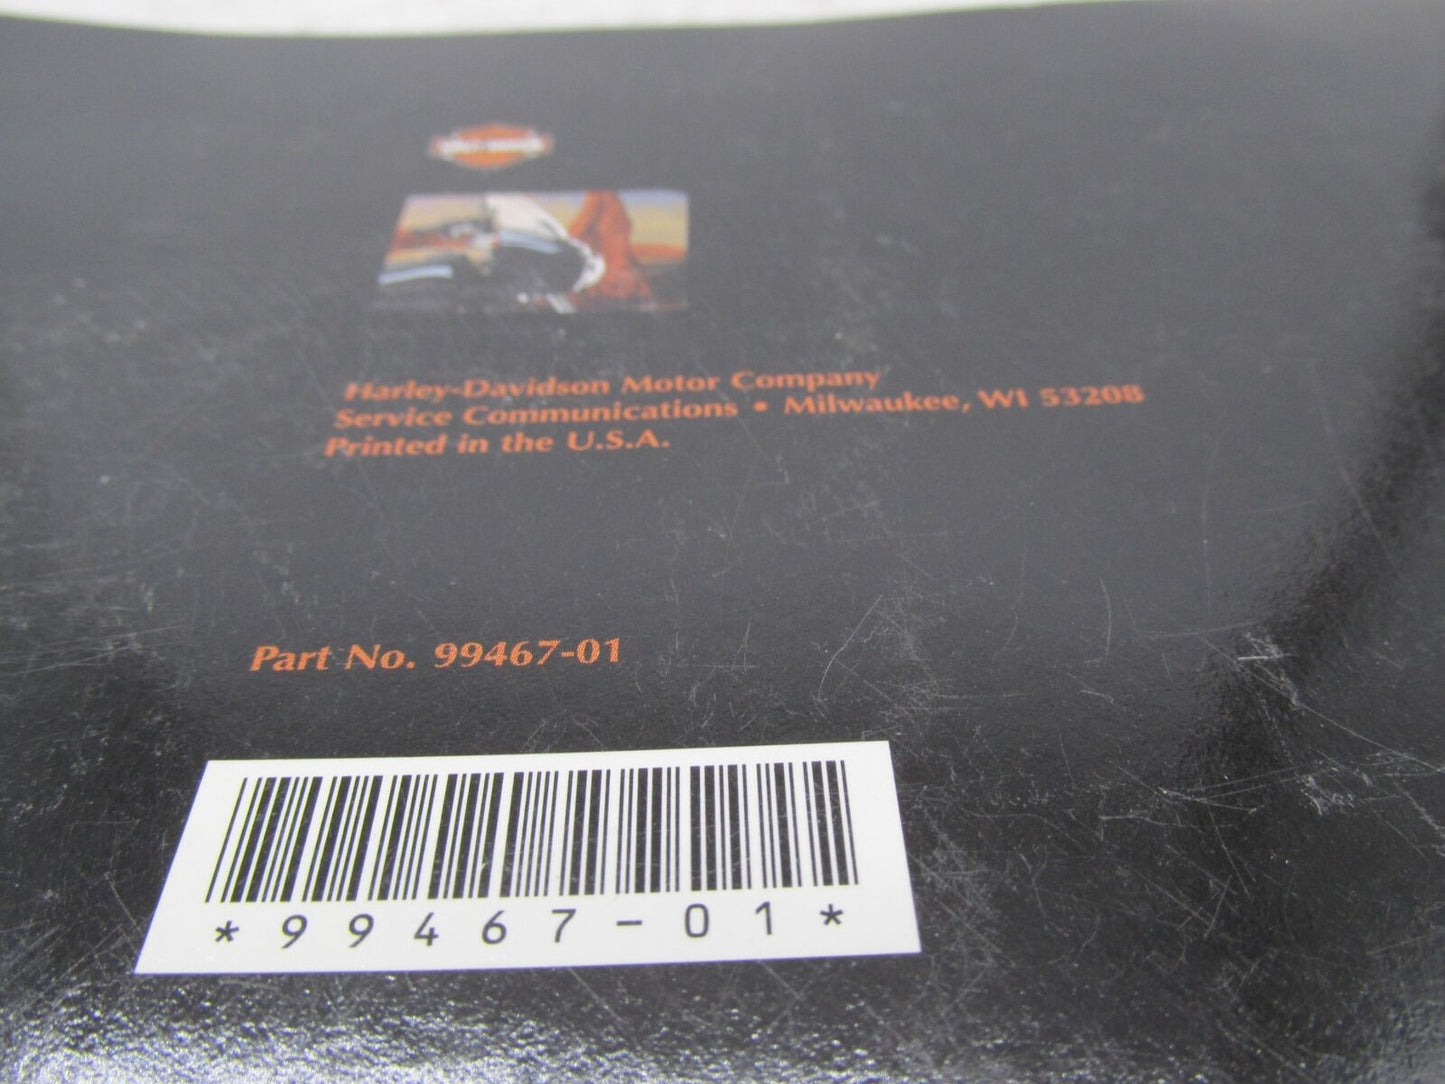 Harley-Davidson Motor Company
Service Communications • Milwaukee, WI 53208
Printed in the U.S.A.
Part No. 99467-01
*99467-01*